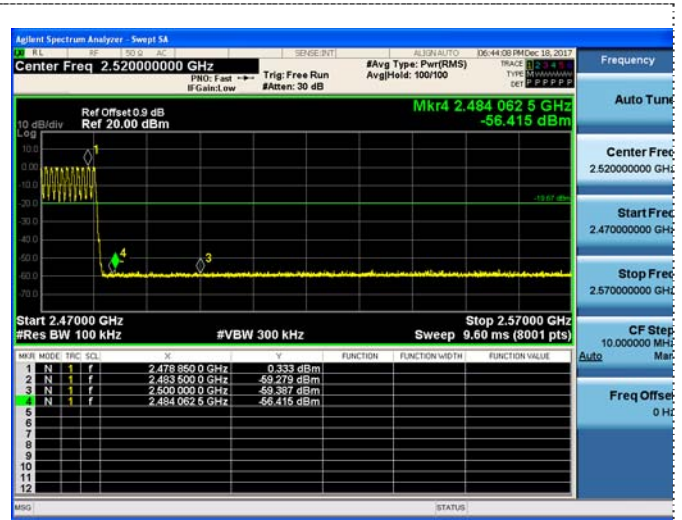 Agilent Spectrum Analyzer - Swept SA
RL RF 50 Ω AC SENSE:INT ALIGN AUTO 06:44:08 PM Dec 18, 2017
Center Freq 2.520000000 GHz
PNO: Fast
IFGain:Low
Trig: Free Run
#Atten: 30 dB
#Avg Type: Pwr(RMS)
Avg|Hold: 100/100
TRACE 1 2 3 4 5 6
TYPE M
DET P P P P P P
Frequency
Auto Tune
Ref Offset 0.9 dB
10 dB/div Ref 20.00 dBm
Log
Mkr4 2.484 062 5 GHz
-56.415 dBm
10.0
0.00
-10.0
-20.0
-30.0
-40.0
-50.0
-60.0
-70.0
1
4
3
-19.67 dBm
Start 2.47000 GHz
#Res BW 100 kHz
#VBW 300 kHz
Stop 2.57000 GHz
Sweep 9.60 ms (8001 pts)
Center Freq
2.520000000 GHz
Start Freq
2.470000000 GHz
Stop Freq
2.570000000 GHz
CF Step
10.000000 MHz
Auto Man
Freq Offset
0 Hz
MKR MODE TRC SCL X Y FUNCTION FUNCTION WIDTH FUNCTION VALUE
1 N 1 f 2.478 850 0 GHz 0.333 dBm
2 N 1 f 2.483 500 0 GHz -59.279 dBm
3 N 1 f 2.500 000 0 GHz -59.387 dBm
4 N 1 f 2.484 062 5 GHz -56.415 dBm
5
6
7
8
9
10
11
12
MSG STATUS